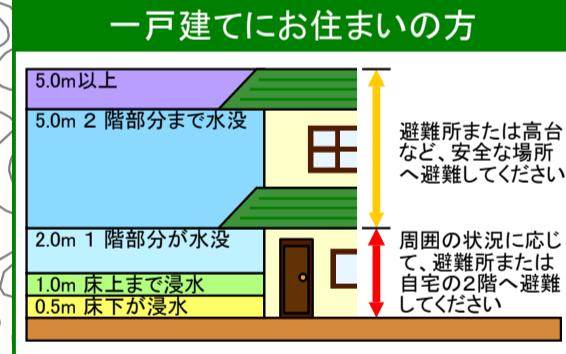 一戸建てにお住まいの方
5.0m以上
5.0m 2 階部分まで水没
避難所または高台
など、安全な場所
へ避難してください
2.0m 1 階部分が水没
1.0m 床上まで浸水
0.5m 床下が浸水
周囲の状況に応じ
て、避難所または
自宅の2階へ避難
してください